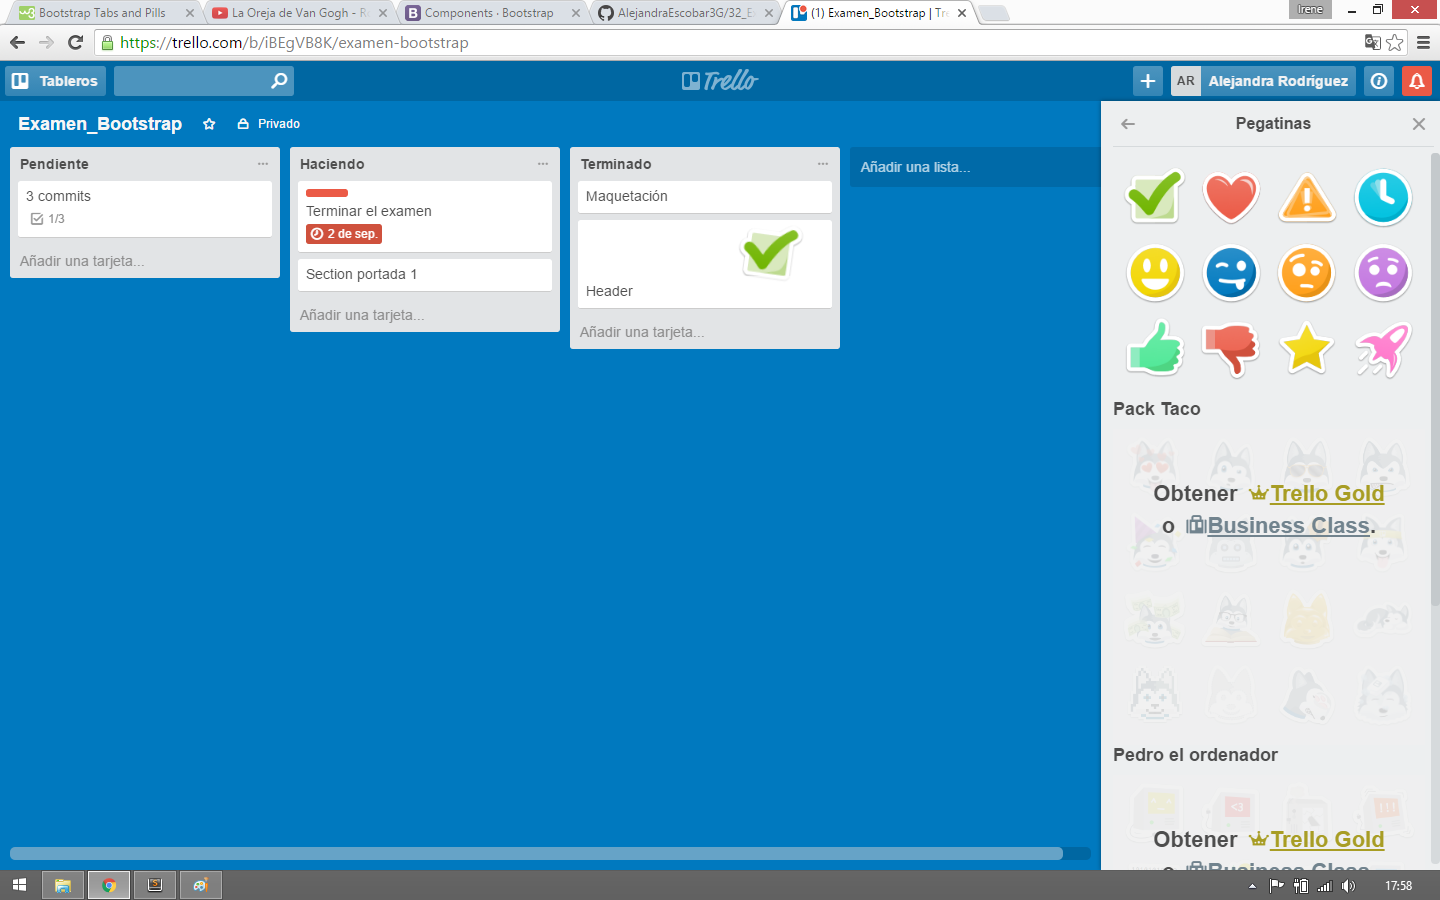 Bootstrap Tabs and Pills
La Oreja de Van Gogh - R
Components · Bootstrap
AlejandraEscobar3G/32_E
(1) Examen_Bootstrap | Tr
Irene
https://trello.com/b/iBEgVB8K/examen-bootstrap
Tableros
Trello
AR Alejandra Rodríguez
Examen_Bootstrap
Privado
Pendiente
3 commits
1/3
Añadir una tarjeta...
Haciendo
Terminar el examen
2 de sep.
Section portada 1
Añadir una tarjeta...
Terminado
Maquetación
Header
Añadir una tarjeta...
Añadir una lista...
Pegatinas
Pack Taco
Obtener Trello Gold
o Business Class.
Pedro el ordenador
<3
Obtener Trello Gold
o Business Class
17:58